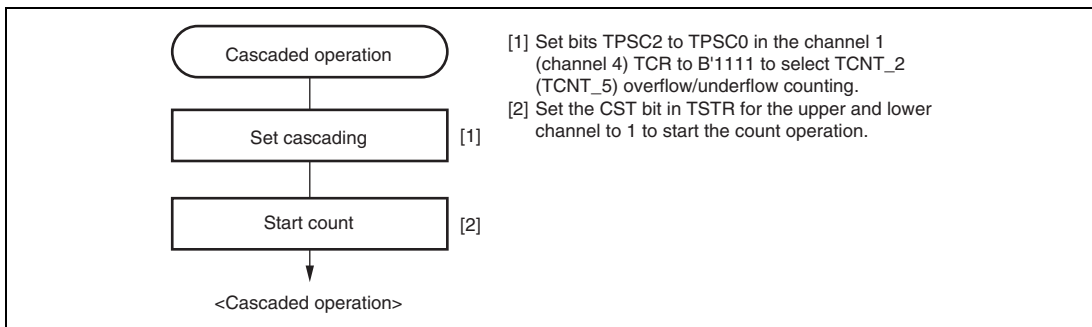 Cascaded operation
Set cascading
[1]
Start count
[2]
<Cascaded operation>
[1] Set bits TPSC2 to TPSC0 in the channel 1
(channel 4) TCR to B'1111 to select TCNT_2
(TCNT_5) overflow/underflow counting.
[2] Set the CST bit in TSTR for the upper and lower
channel to 1 to start the count operation.